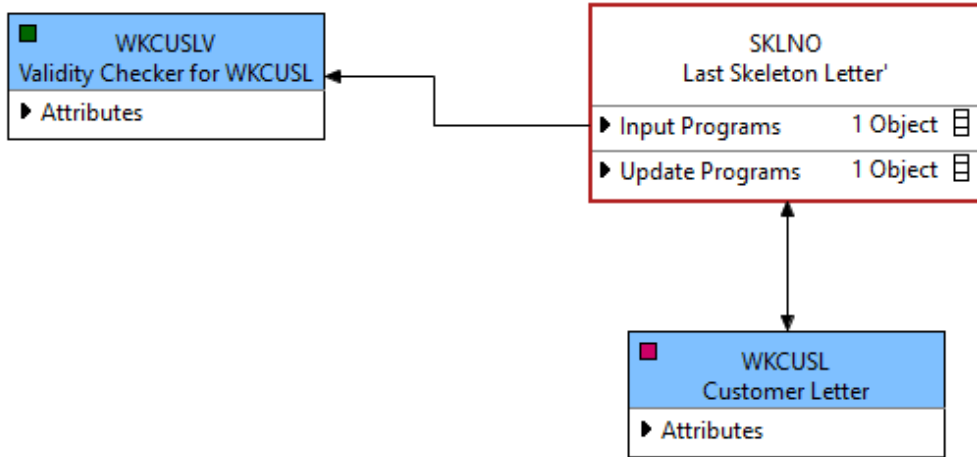 WKCUSLV
Validity Checker for WKCUSL
Attributes
SKLNO
Last Skeleton Letter'
Input Programs 1 Object
Update Programs 1 Object
WKCUSL
Customer Letter
Attributes